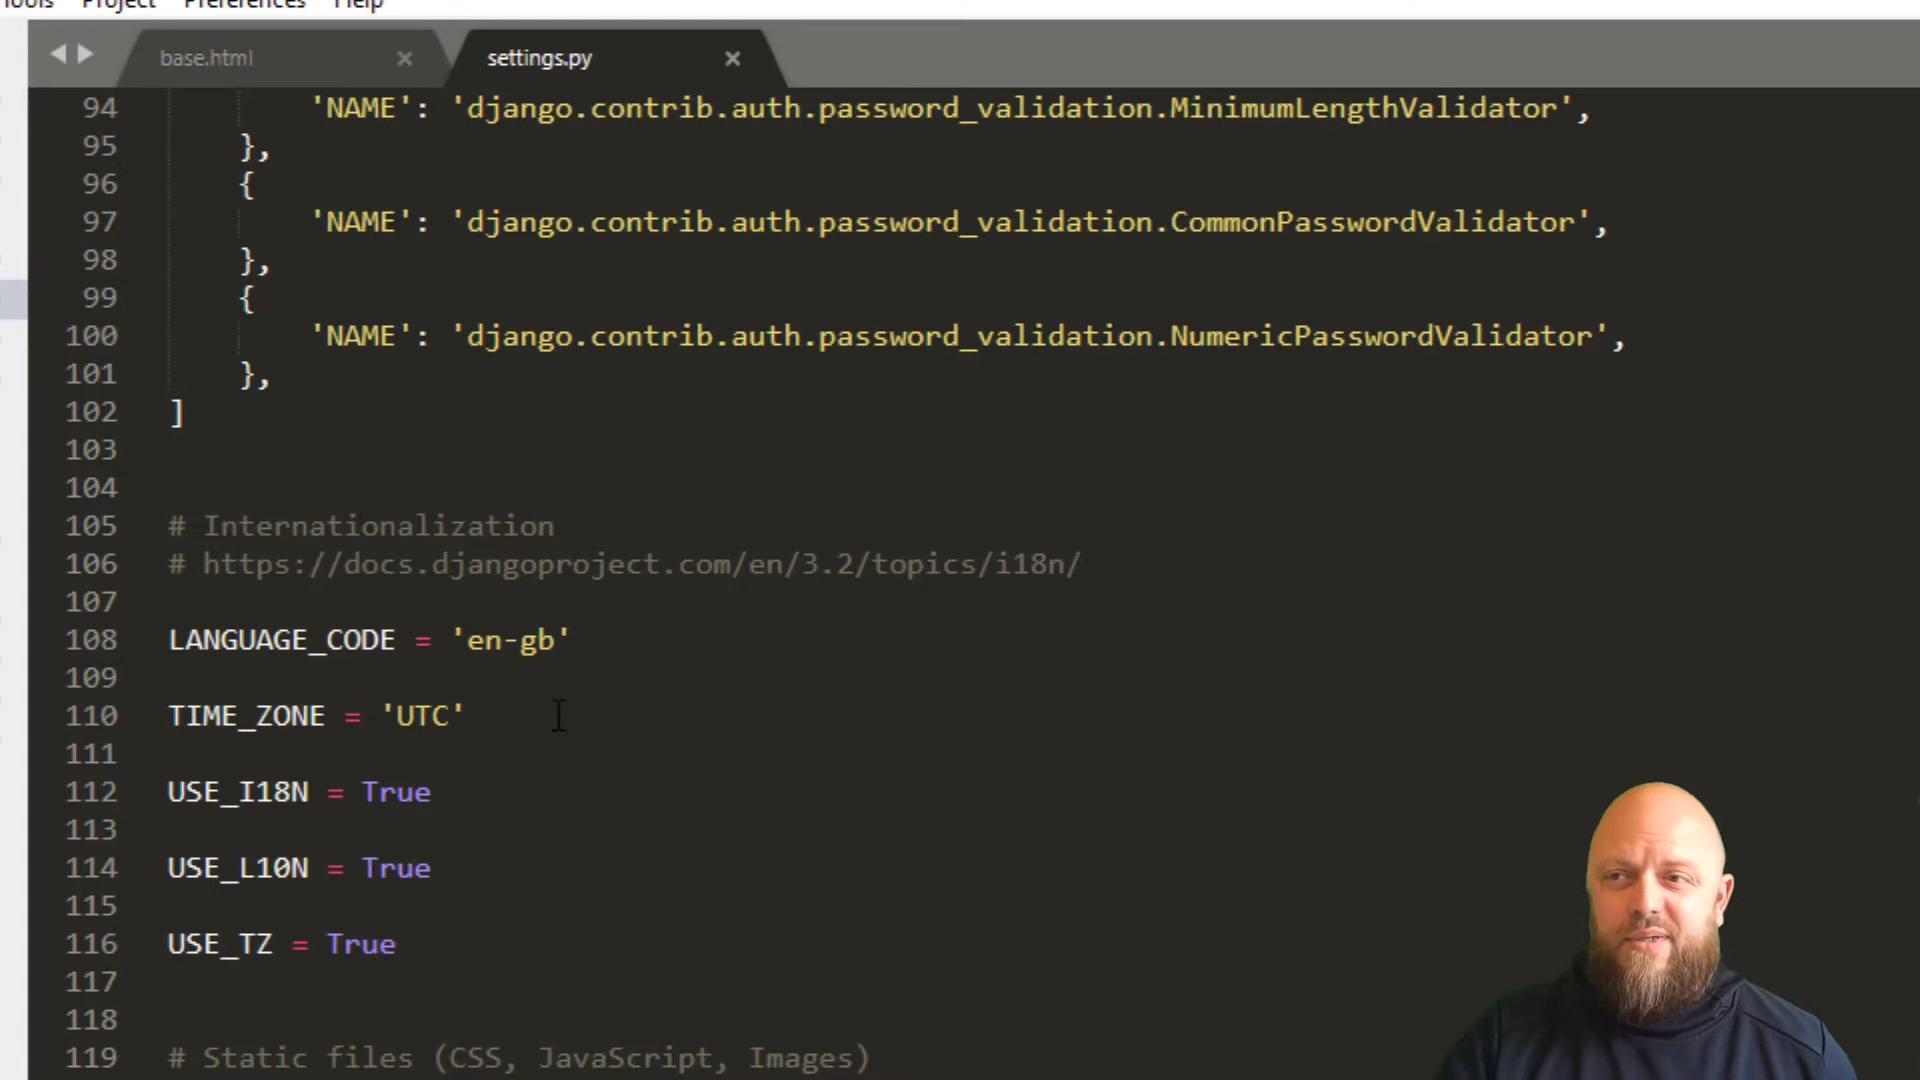 Tools Project Preferences Help
base.html settings.py
94 'NAME': 'django.contrib.auth.password_validation.MinimumLengthValidator',
95 },
96 {
97 'NAME': 'django.contrib.auth.password_validation.CommonPasswordValidator',
98 },
99 {
100 'NAME': 'django.contrib.auth.password_validation.NumericPasswordValidator',
101 },
102 ]
103
104
105 # Internationalization
106 # https://docs.djangoproject.com/en/3.2/topics/i18n/
107
108 LANGUAGE_CODE = 'en-gb'
109
110 TIME_ZONE = 'UTC'
111
112 USE_I18N = True
113
114 USE_L10N = True
115
116 USE_TZ = True
117
118
119 # Static files (CSS, JavaScript, Images)